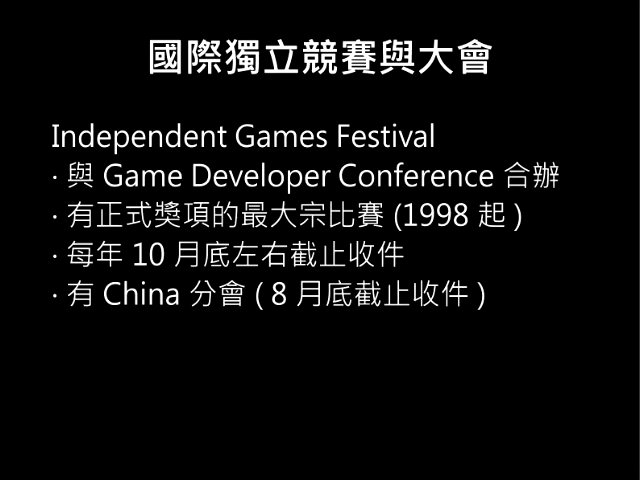 國際獨立競賽與大會
Independent Games Festival
· 與 Game Developer Conference 合辦
· 有正式獎項的最大宗比賽 (1998 起 )
· 每年 10 月底左右截止收件
· 有 China 分會 ( 8 月底截止收件 )